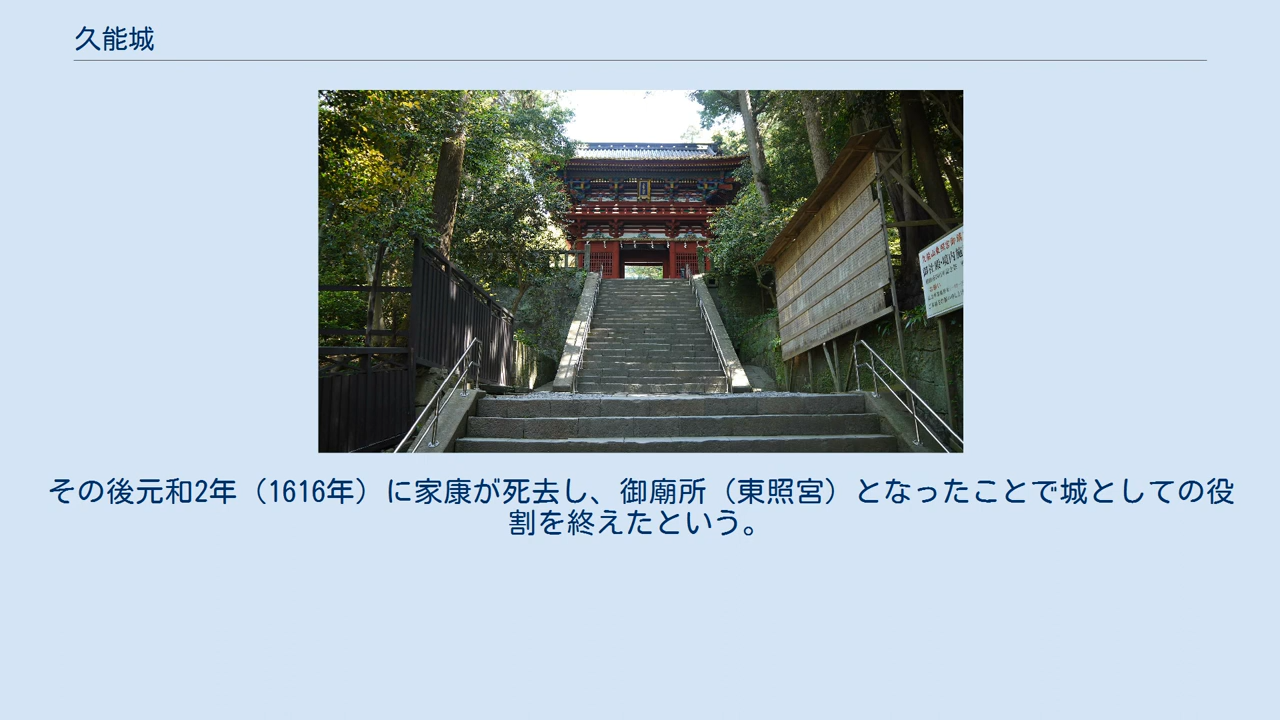 久能城
その後元和2年（1616年）に家康が死去し、御廟所（東照宮）となったことで城としての役
割を終えたという。